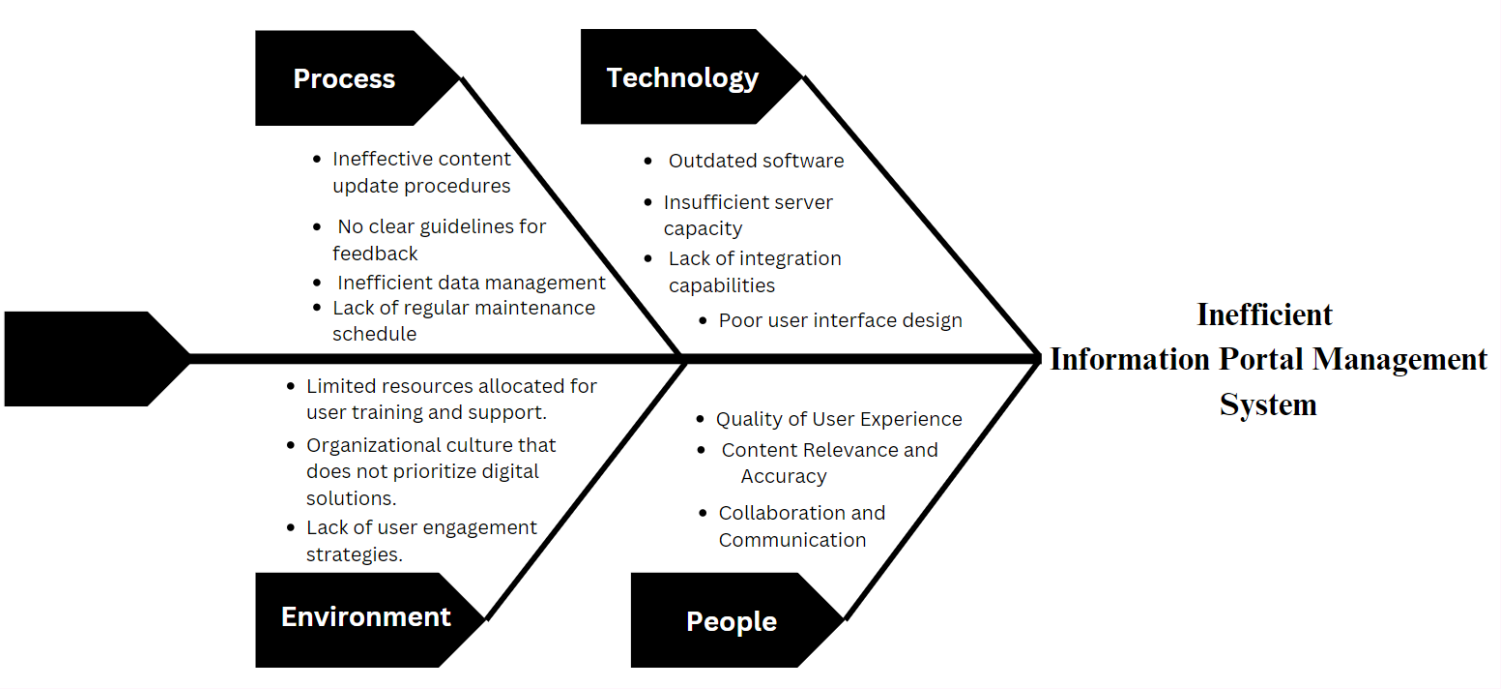 Process
Ineffective content
update procedures
No clear guidelines for
feedback
Inefficient data management
Lack of regular maintenance
schedule
Technology
Outdated software
Insufficient server
capacity
Lack of integration
capabilities
Poor user interface design
Inefficient
Information Portal Management
System
Limited resources allocated for
user training and support.
Organizational culture that
does not prioritize digital
solutions.
Lack of user engagement
strategies.
Environment
Quality of User Experience
Content Relevance and
Accuracy
Collaboration and
Communication
People